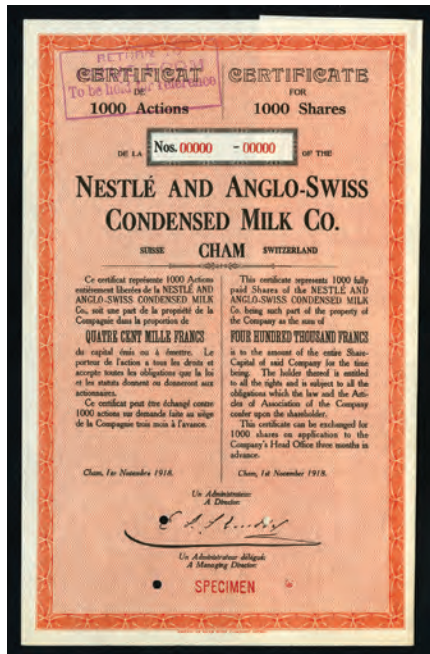 CERTIFICAT
DE
1000 Actions
CERTIFICATE
FOR
1000 Shares
RETURN TO
To be held for reference
DE LA
Nos. 00000 - 00000
OF THE
NESTLÉ AND ANGLO-SWISS
CONDENSED MILK CO.
SUISSE CHAM SWITZERLAND
Ce certificat représente 1000 Actions
entièrement libérées de la NESTLÉ AND
ANGLO-SWISS CONDENSED MILK
Co., soit une part de la propriété de la
Compagnie dans la proportion de
QUATRE CENT MILLE FRANCS
du capital émis ou à émettre. Le
porteur de l'action a tous les droits et
accepte toutes les obligations que la loi
et les statuts donnent ou donneront aux
actionnaires.
Ce certificat peut être échangé contre
1000 actions sur demande faite au siège
de la Compagnie trois mois à l'avance.
Cham, 1er Novembre 1918.
This certificate represents 1000 fully
paid Shares of the NESTLÉ AND
ANGLO-SWISS CONDENSED MILK
Co. being such part of the property of
the Company as the sum of
FOUR HUNDRED THOUSAND FRANCS
is to the amount of the entire Share-
Capital of said Company for the time
being. The holder thereof is entitled
to all the rights and is subject to all the
obligations which the law and the Arti-
cles of Association of the Company
confer upon the shareholder.
This certificate can be exchanged for
1000 shares on application to the
Company's Head Office three months in
advance.
Cham, 1st November 1918.
Un Administrateur:
A Director:
Un Administrateur délégué:
A Managing Director:
SPECIMEN